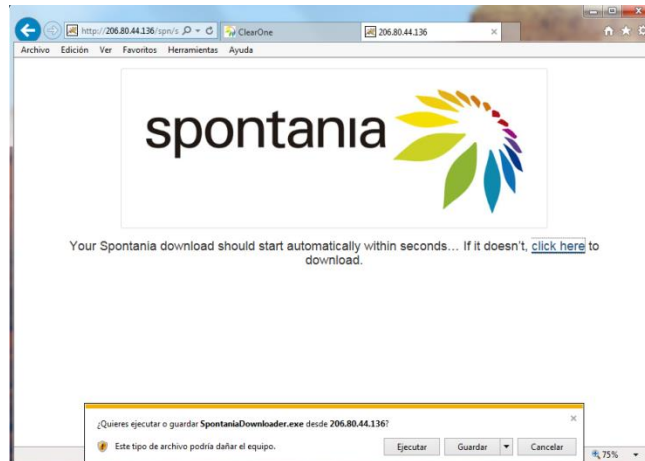 http://206.80.44.136/spn/s
ClearOne
206.80.44.136
Archivo Edición Ver Favoritos Herramientas Ayuda
spontania
Your Spontania download should start automatically within seconds... If it doesn't, click here to
download.
¿Quieres ejecutar o guardar SpontaniaDownloader.exe desde 206.80.44.136?
Este tipo de archivo podría dañar el equipo.
Ejecutar Guardar Cancelar
75%